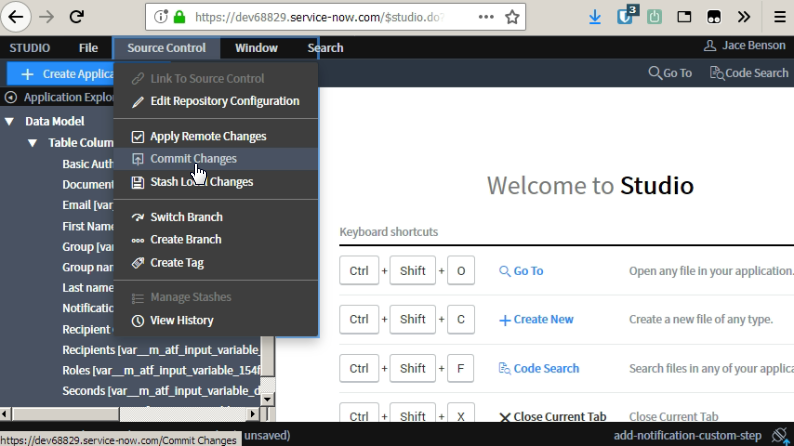 https://dev68829.service-now.com/$studio.do?
3
STUDIO File Source Control Window Search Jace Benson
Create Applica Go To Code Search
Application Explor
Link To Source Control
Edit Repository Configuration
Apply Remote Changes
Commit Changes
Stash Local Changes
Switch Branch
Create Branch
Create Tag
Manage Stashes
View History
Data Model
Table Colum
Basic Auth
Document
Email [var
First Name
Group [va
Group nar
Last name
Notificatio
Recipient
Recipients [var__m_atf_input_variable_
Roles [var__m_atf_input_variable_154f
Seconds [var__m_atf_input_variable_d
Welcome to Studio
Keyboard shortcuts
Ctrl + Shift + O Go To Open any file in your application.
Ctrl + Shift + C Create New Create a new file of any type.
Ctrl + Shift + F Code Search Search files in any of your applica
Ctrl + Shift + X Close Current Tab Close Current Tab
unsaved) add-notification-custom-step
https://dev68829.service-now.com/Commit Changes